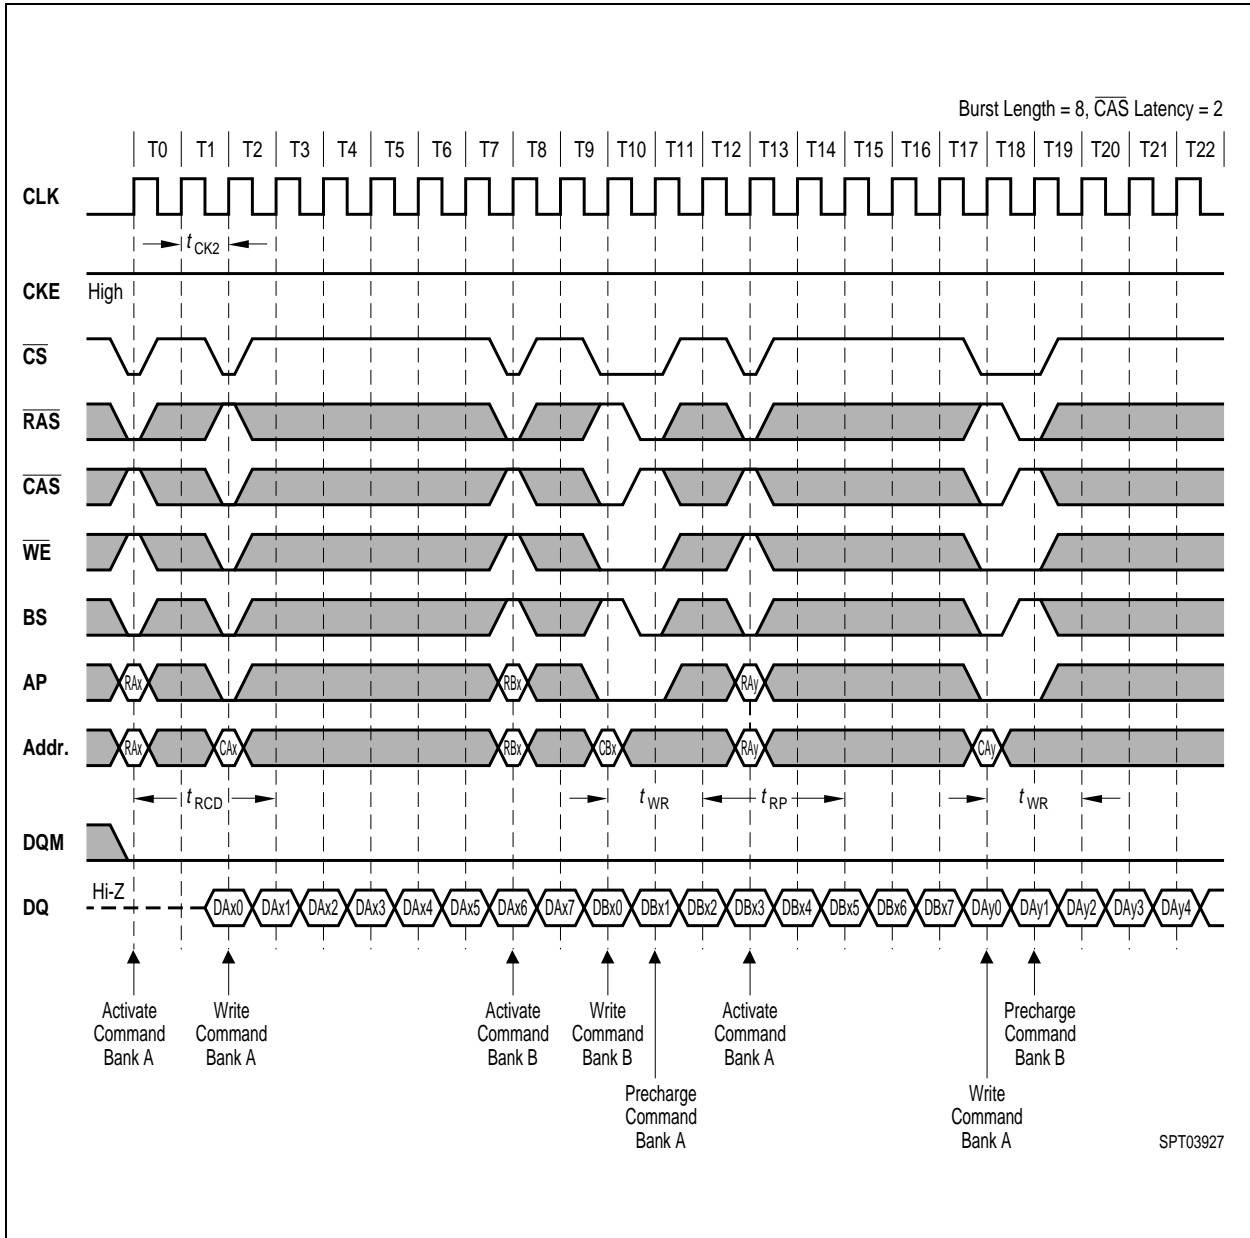 Burst Length = 8, CAS Latency = 2
T0 T1 T2 T3 T4 T5 T6 T7 T8 T9 T10 T11 T12 T13 T14 T15 T16 T17 T18 T19 T20 T21 T22
CLK
t CK2
CKE High
CS
RAS
CAS
WE
BS
AP RAx RBx RAy
Addr. RAx CAx RBx CBx RAy CAy
t RCD t WR t RP t WR
DQM
DQ Hi-Z DAx0 DAx1 DAx2 DAx3 DAx4 DAx5 DAx6 DAx7 DBx0 DBx1 DBx2 DBx3 DBx4 DBx5 DBx6 DBx7 DAy0 DAy1 DAy2 DAy3 DAy4
Activate
Command
Bank A
Write
Command
Bank A
Activate
Command
Bank B
Write
Command
Bank B
Precharge
Command
Bank A
Activate
Command
Bank A
Write
Command
Bank A
Precharge
Command
Bank B
SPT03927